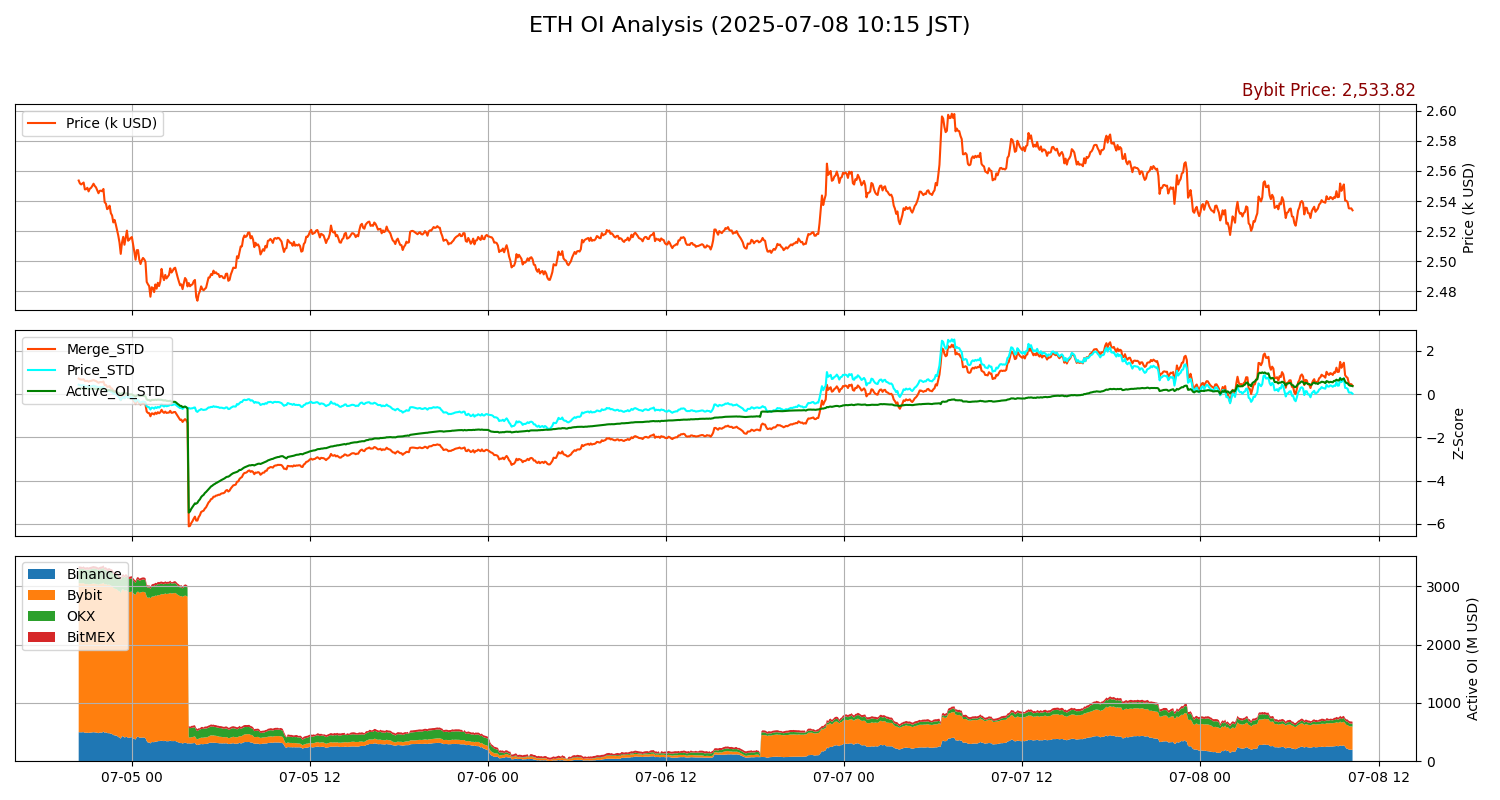 ETH OI Analysis (2025-07-08 10:15 JST)
Bybit Price: 2,533.82
Price (k USD)
2.60
2.58
2.56
2.54
2.52
2.50
2.48
Price (k USD)
Merge_STD
Price_STD
Active_OI_STD
2
0
−2
−4
−6
Z-Score
Binance
Bybit
OKX
BitMEX
3000
2000
1000
0
Active OI (M USD)
07-05 00
07-05 12
07-06 00
07-06 12
07-07 00
07-07 12
07-08 00
07-08 12